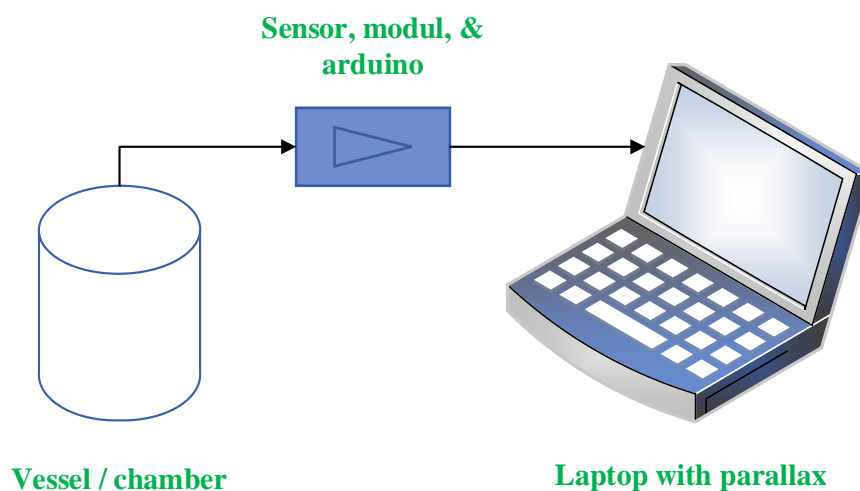 Sensor, modul, &
arduino
Vessel / chamber
Laptop with parallax